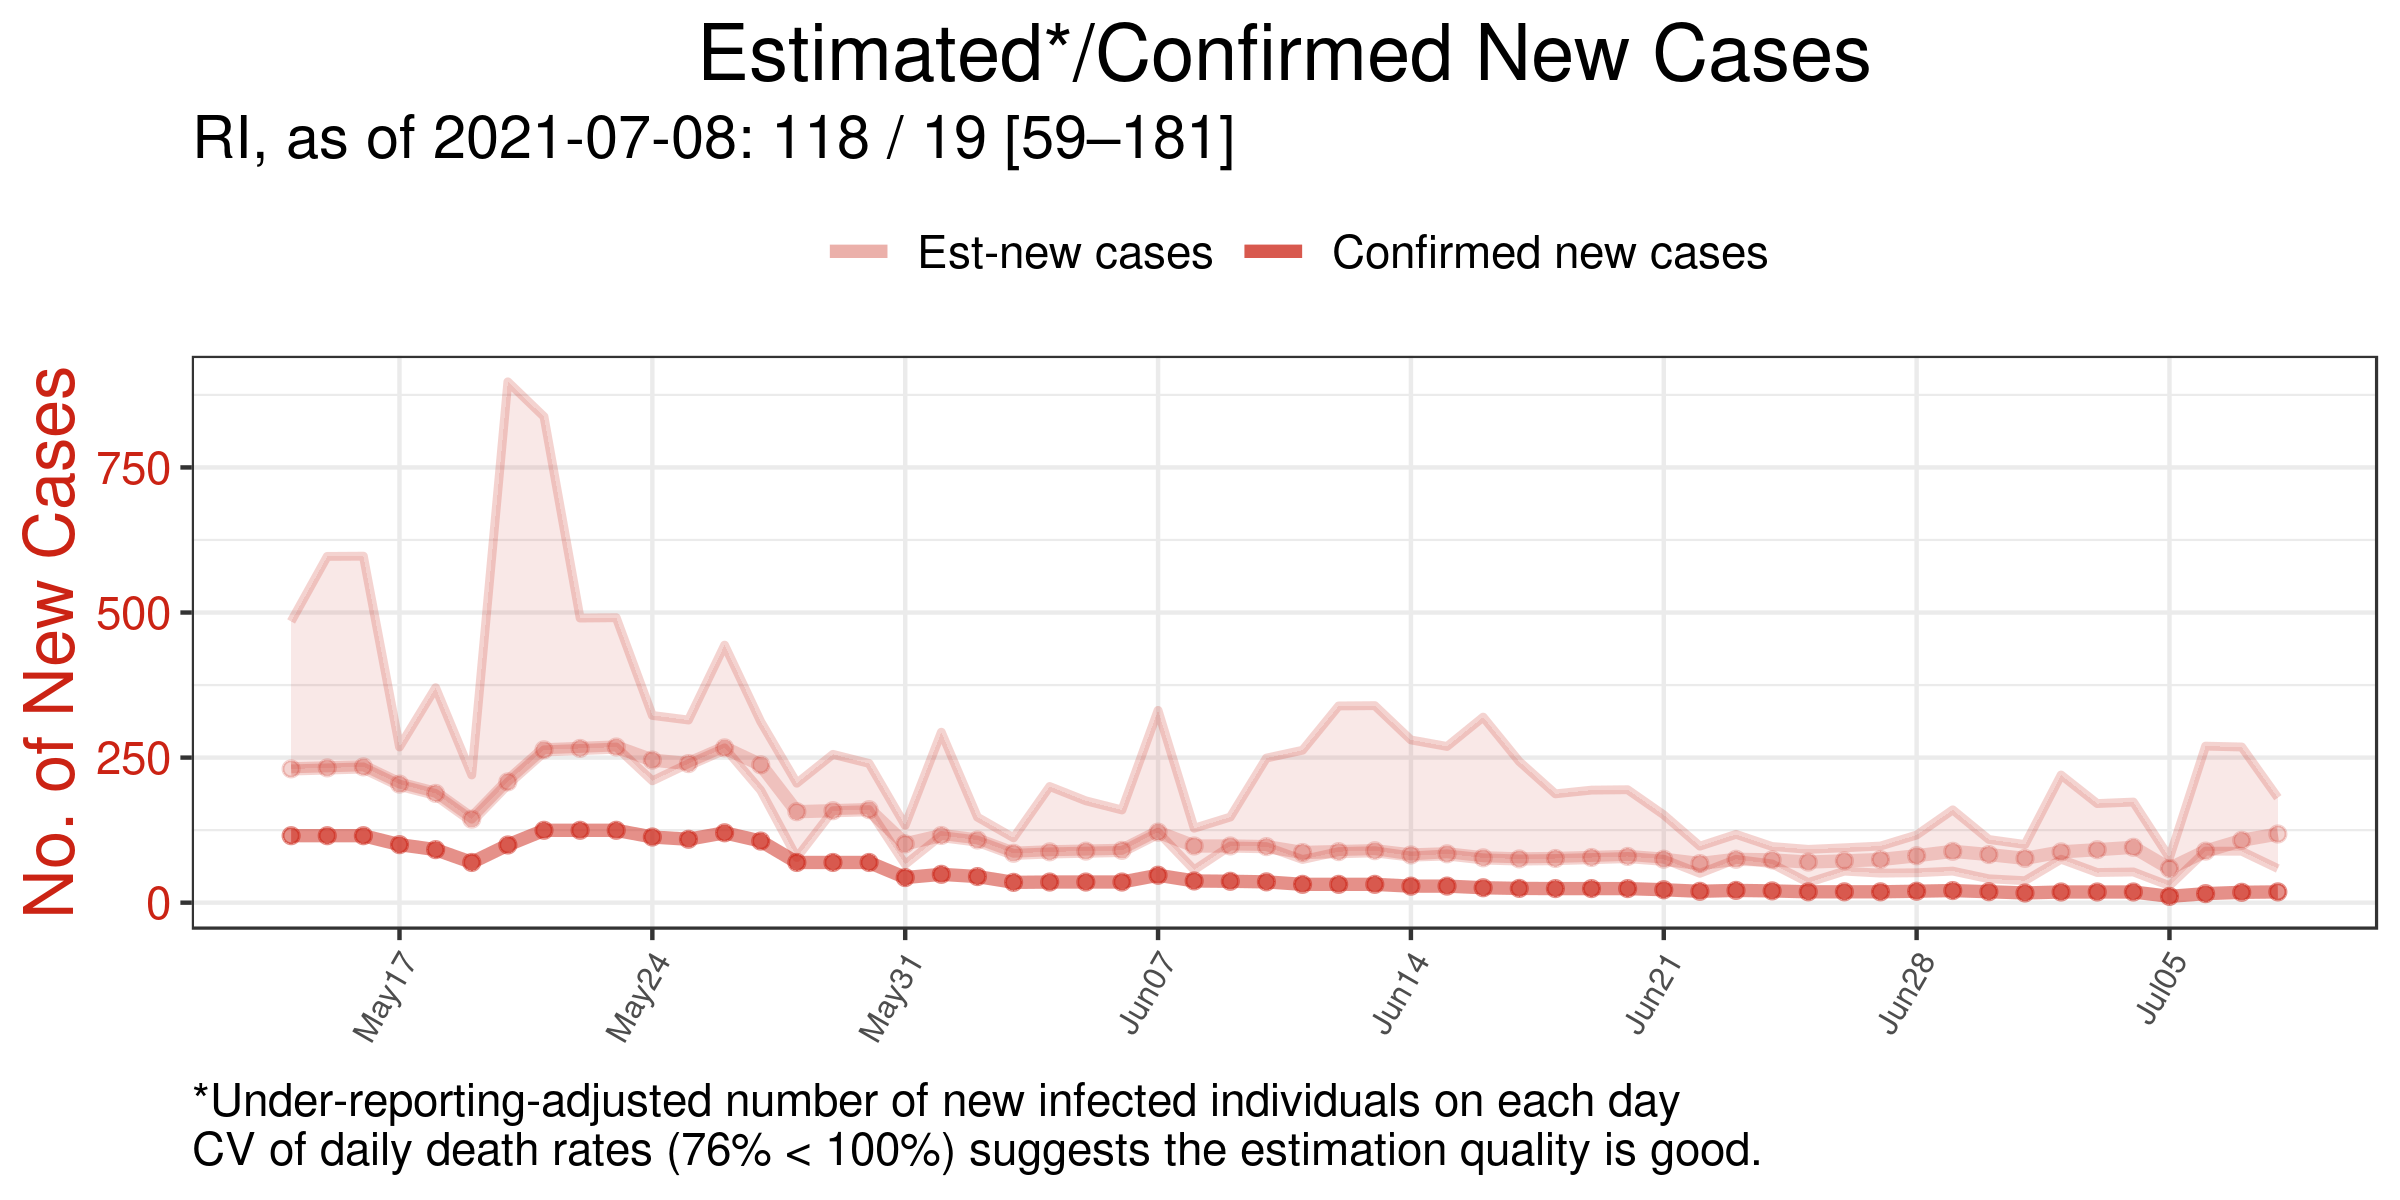 Estimated*/Confirmed New Cases
RI, as of 2021-07-08: 118 / 19 [59–181]
Est-new cases
Confirmed new cases
No. of New Cases
750
500
250
0
May17
May24
May31
Jun07
Jun14
Jun21
Jun28
Jul05
*Under-reporting-adjusted number of new infected individuals on each day
CV of daily death rates (76% < 100%) suggests the estimation quality is good.